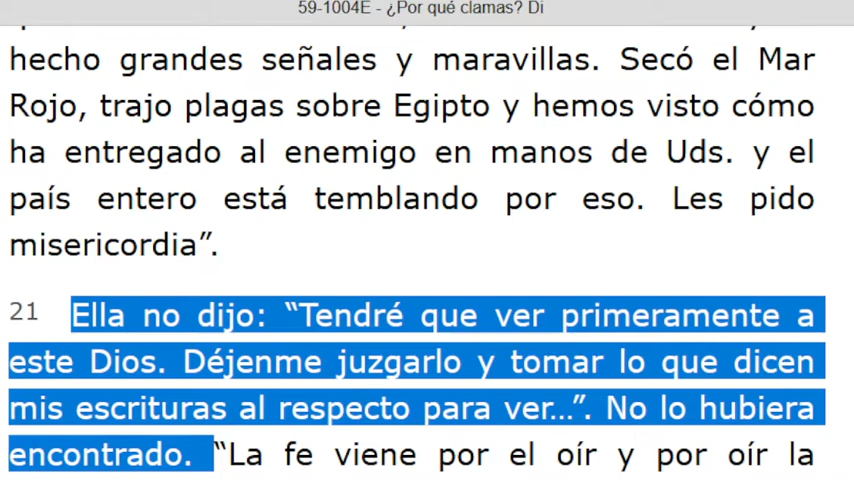 59-1004E - ¿Por qué clamas? Di
hecho grandes señales y maravillas. Secó el Mar
Rojo, trajo plagas sobre Egipto y hemos visto cómo
ha entregado al enemigo en manos de Uds. y el
país entero está temblando por eso. Les pido
misericordia”.
21 Ella no dijo: “Tendré que ver primeramente a
este Dios. Déjenme juzgarlo y tomar lo que dicen
mis escrituras al respecto para ver…”. No lo hubiera
encontrado. “La fe viene por el oír y por oír la